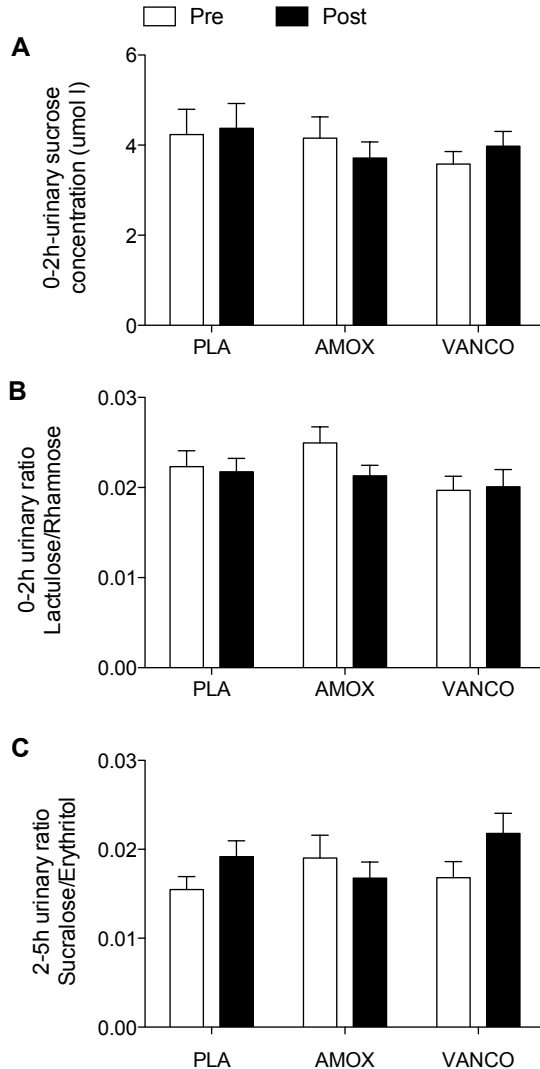 Pre Post
A
0-2h-urinary sucrose
concentration (umol l)
6
4
2
0
PLA AMOX VANCO
B
0-2h urinary ratio
Lactulose/Rhamnose
0.03
0.02
0.01
0.00
PLA AMOX VANCO
C
2-5h urinary ratio
Sucralose/Erythritol
0.03
0.02
0.01
0.00
PLA AMOX VANCO